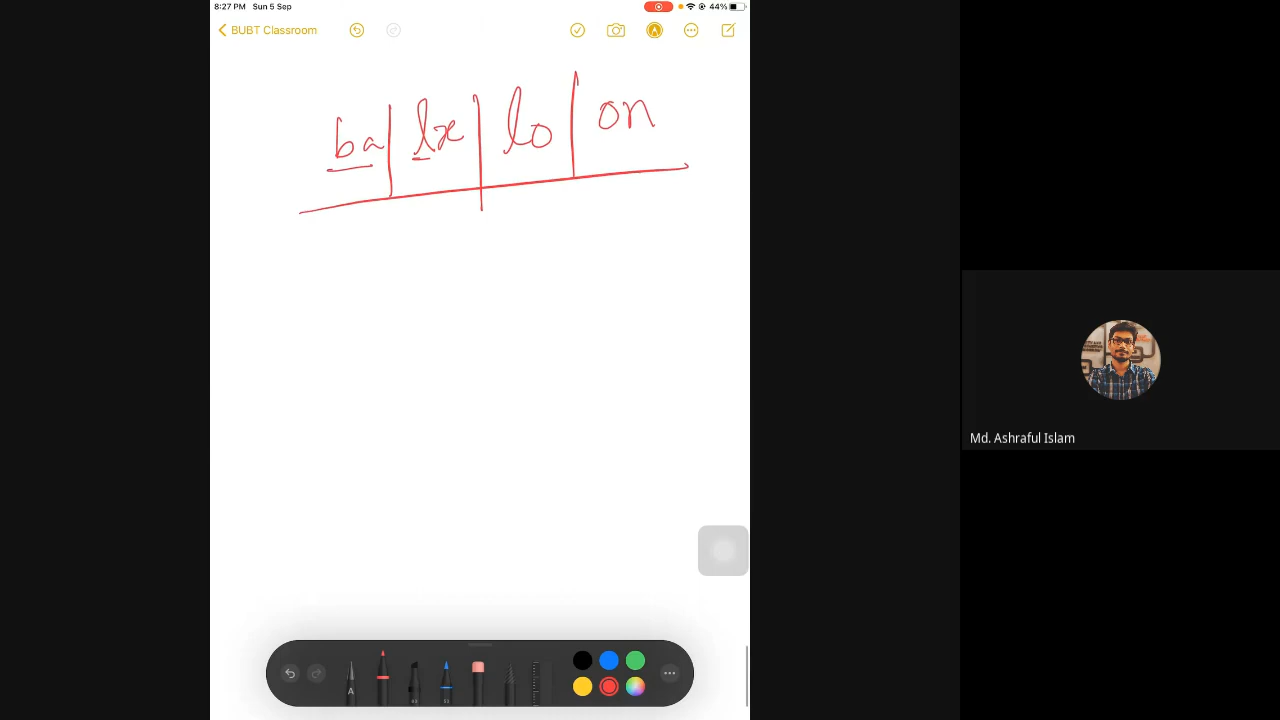 8:27 PM Sun 5 Sep 44%
BUBT Classroom
ba | lx | lo | on
Md. Ashraful Islam
A